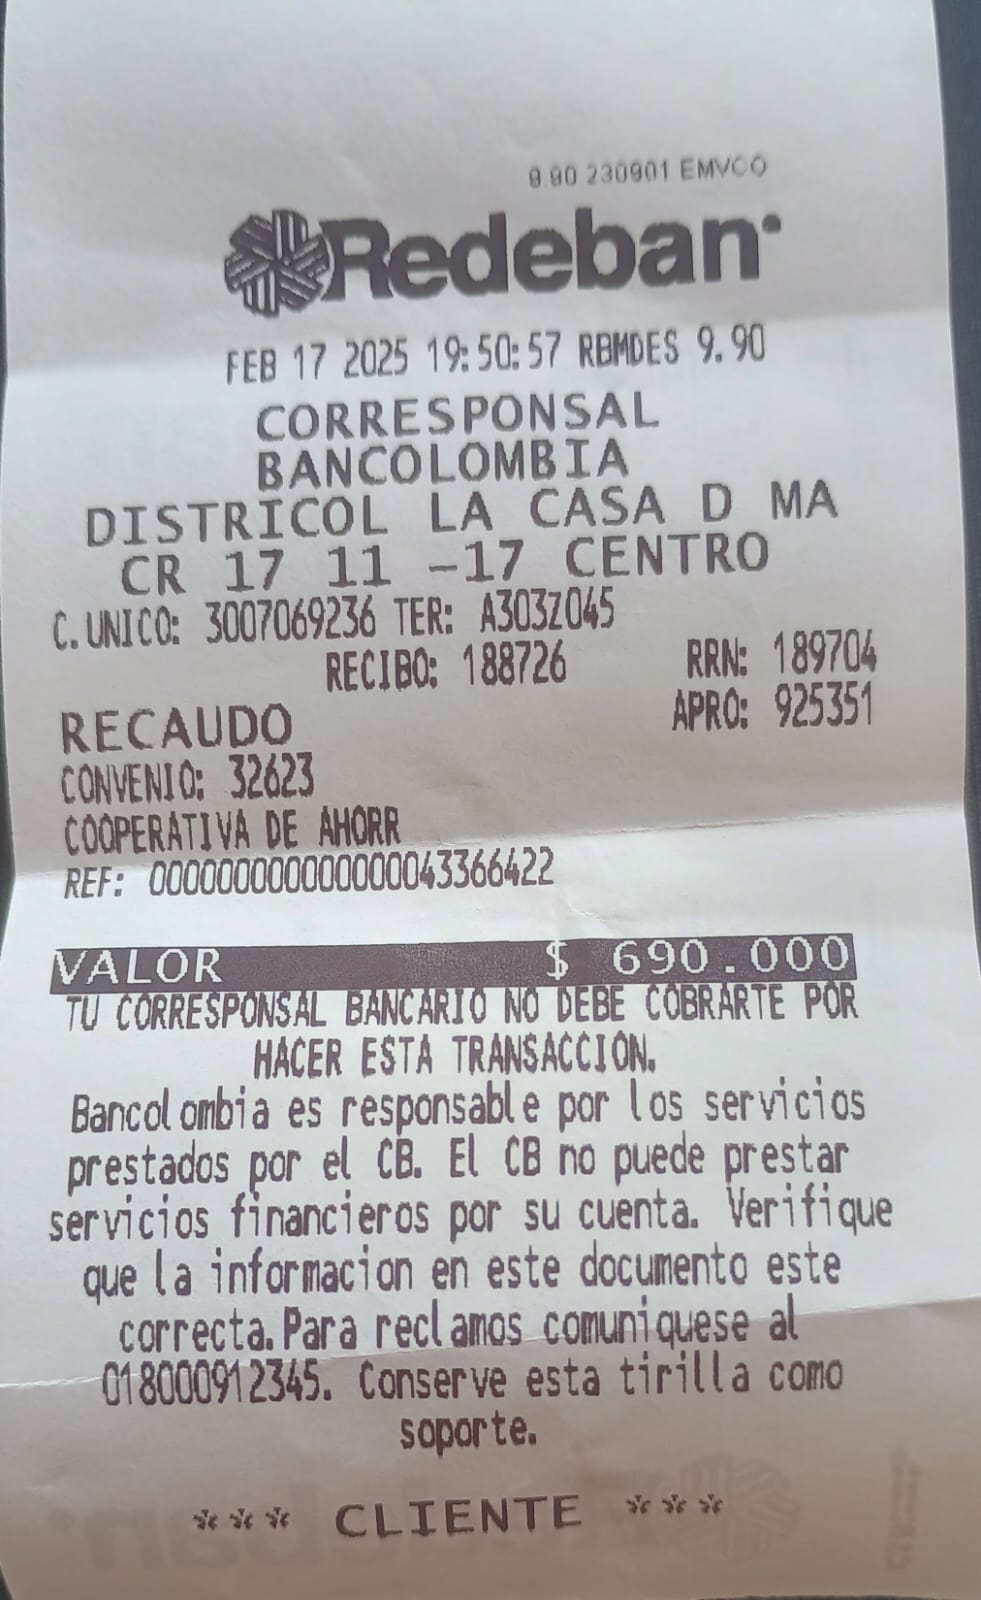 9.90 230901 EMVCO
Redeban
FEB 17 2025 19:50:57 RBMDES 9.90
CORRESPONSAL
BANCOLOMBIA
DISTRICOL LA CASA D MA
CR 17 11 -17 CENTRO
C.UNICO: 3007069236 TER: A303Z045
RECIBO: 188726 RRN: 189704
RECAUDO APRO: 925351
CONVENIO: 32623
COOPERATIVA DE AHORR
REF: 000000000000000043366422
VALOR $ 690.000
TU CORRESPONSAL BANCARIO NO DEBE COBRARTE POR
HACER ESTA TRANSACCION.
Bancolombia es responsable por los servicios
prestados por el CB. El CB no puede prestar
servicios financieros por su cuenta. Verifique
que la informacion en este documento este
correcta.Para reclamos comuniquese al
018000912345. Conserve esta tirilla como
soporte.
*** CLIENTE ***